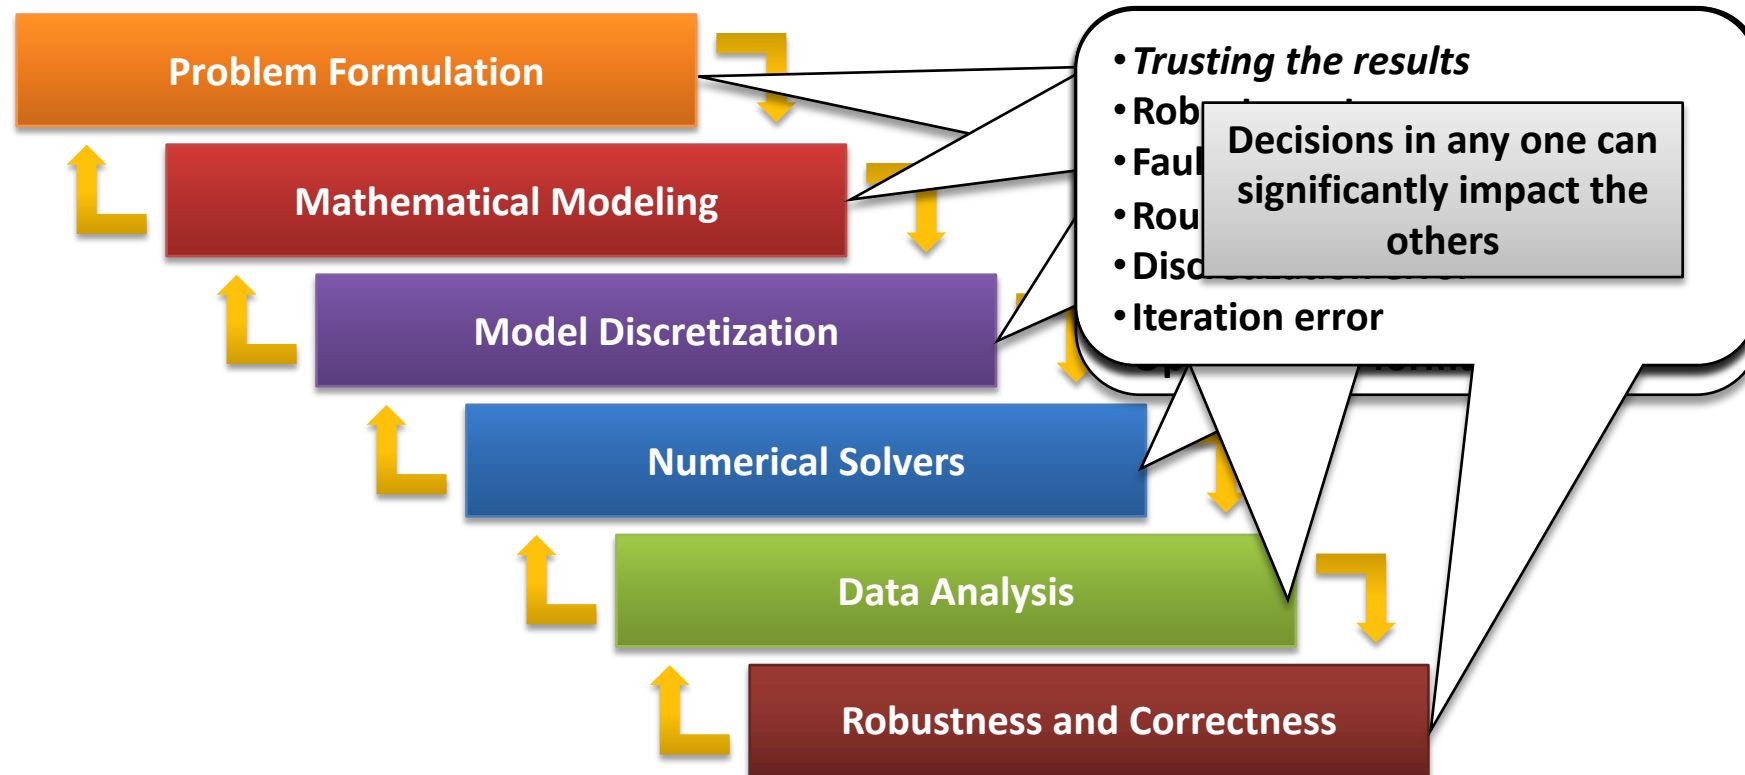 Problem Formulation
Mathematical Modeling
Model Discretization
Numerical Solvers
Data Analysis
Robustness and Correctness
•Trusting the results
•Rob
•Faul
•Rou
•Disc
•Iteration error
Decisions in any one can
significantly impact the
others